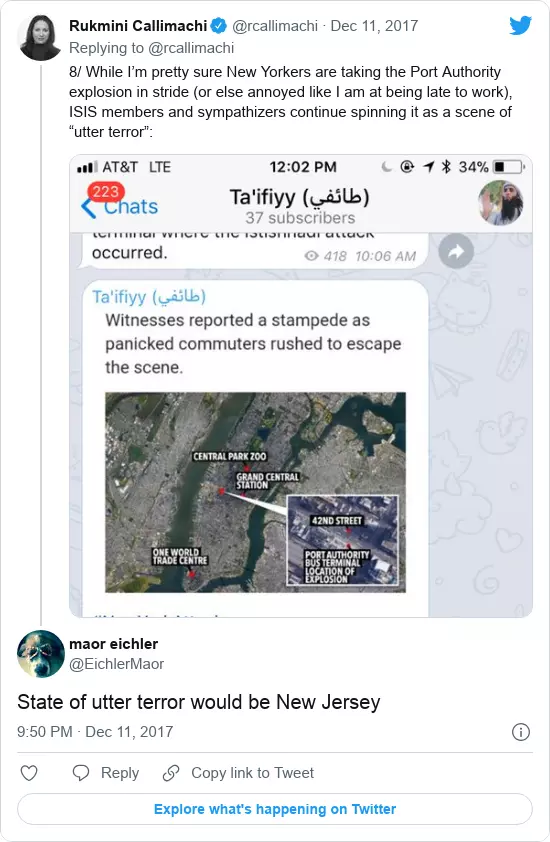 Rukmini Callimachi @rcallimachi · Dec 11, 2017
Replying to @rcallimachi
8/ While I’m pretty sure New Yorkers are taking the Port Authority
explosion in stride (or else annoyed like I am at being late to work),
ISIS members and sympathizers continue spinning it as a scene of
“utter terror”:
AT&T LTE 12:02 PM 34%
223
Chats
Ta'ifiyy (طائفي)
37 subscribers
terminal where the istishhadi attack
occurred.
418 10:06 AM
Ta'ifiyy (طائفي)
Witnesses reported a stampede as
panicked commuters rushed to escape
the scene.
CENTRAL PARK ZOO
GRAND CENTRAL
STATION
42ND STREET
PORT AUTHORITY
BUS TERMINAL
LOCATION OF
EXPLOSION
ONE WORLD
TRADE CENTRE
maor eichler
@EichlerMaor
State of utter terror would be New Jersey
9:50 PM · Dec 11, 2017
Reply
Copy link to Tweet
Explore what's happening on Twitter